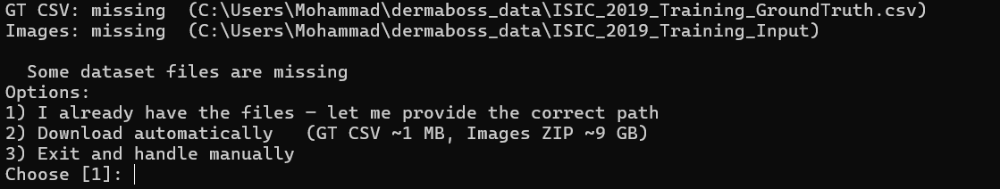 GT CSV: missing  (C:\Users\Mohammad\dermaboss_data\ISIC_2019_Training_GroundTruth.csv)
Images: missing  (C:\Users\Mohammad\dermaboss_data\ISIC_2019_Training_Input)
Some dataset files are missing
Options:
1) I already have the files – let me provide the correct path
2) Download automatically   (GT CSV ~1 MB, Images ZIP ~9 GB)
3) Exit and handle manually
Choose [1]: